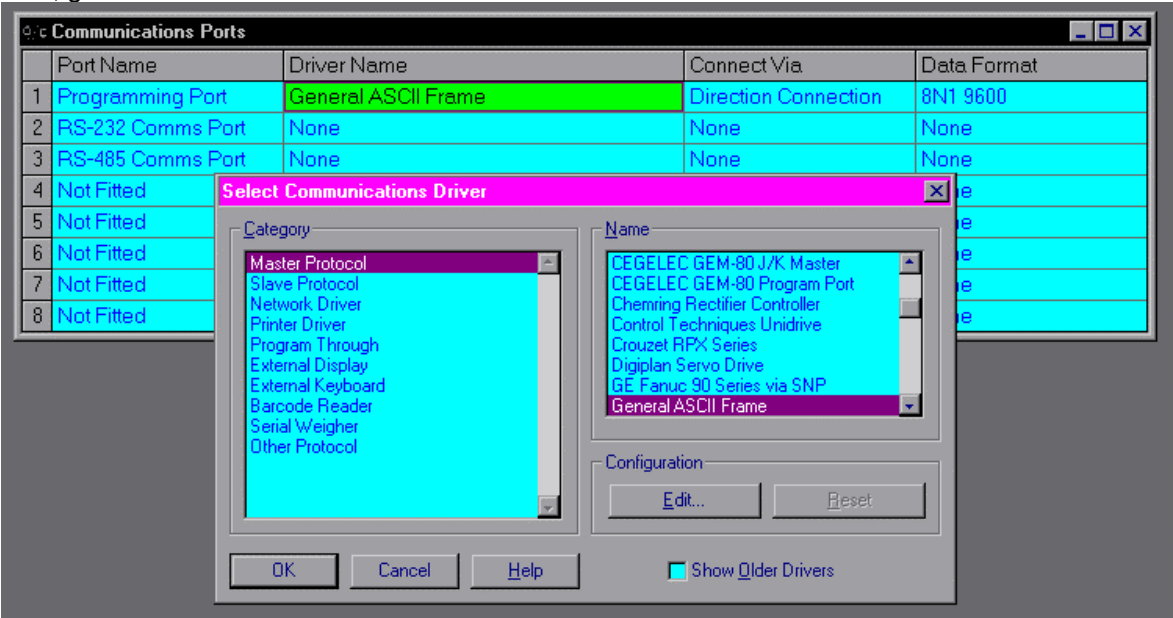 Communications Ports
Port Name Driver Name Connect Via Data Format
1 Programming Port General ASCII Frame Direction Connection 8N1 9600
2 RS-232 Comms Port None None None
3 RS-485 Comms Port None None None
4 Not Fitted
5 Not Fitted
6 Not Fitted
7 Not Fitted
8 Not Fitted
Select Communications Driver
Category
Master Protocol
Slave Protocol
Network Driver
Printer Driver
Program Through
External Display
External Keyboard
Barcode Reader
Serial Weigher
Other Protocol
Name
CEGELEC GEM-80 J/K Master
CEGELEC GEM-80 Program Port
Chemring Rectifier Controller
Control Techniques Unidrive
Crouzet RPX Series
Digiplan Servo Drive
GE Fanuc 90 Series via SNP
General ASCII Frame
Configuration
Edit... Reset
OK Cancel Help Show Older Drivers